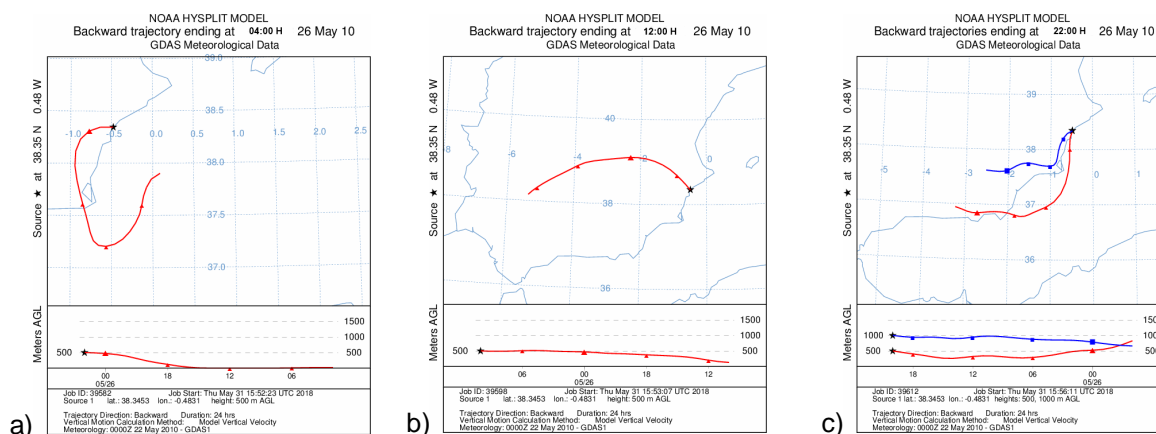 NOAA HYSPLIT MODEL
Backward trajectory ending at 04:00 H 26 May 10
GDAS Meteorological Data
Source ★ at 38.35 N 0.48 W
39.0
38.5
-1.0 -0.5 0.0 0.5 1.0 1.5 2.0 2.5
38.0
37.5
37.0
Meters AGL
1500
1000
500 500
00 18 12 06
05/26
Job ID: 39582 Job Start: Thu May 31 15:52:23 UTC 2018
Source 1 lat.: 38.3453 lon.: -0.4831 height: 500 m AGL
Trajectory Direction: Backward Duration: 24 hrs
Vertical Motion Calculation Method: Model Vertical Velocity
Meteorology: 0000Z 22 May 2010 - GDAS1
a)
NOAA HYSPLIT MODEL
Backward trajectory ending at 12:00 H 26 May 10
GDAS Meteorological Data
Source ★ at 38.35 N 0.48 W
40
-8 -6 -4 -2 0
38
36
Meters AGL
1500
1000
500 500
06 00 18 12
05/26
Job ID: 39598 Job Start: Thu May 31 15:53:07 UTC 2018
Source 1 lat.: 38.3453 lon.: -0.4831 height: 500 m AGL
Trajectory Direction: Backward Duration: 24 hrs
Vertical Motion Calculation Method: Model Vertical Velocity
Meteorology: 0000Z 22 May 2010 - GDAS1
b)
NOAA HYSPLIT MODEL
Backward trajectories ending at 22:00 H 26 May 10
GDAS Meteorological Data
Source ★ at 38.35 N 0.48 W
39
38
-5 -4 -3 -2 -1 0 1
37
36
Meters AGL
1500
1000 1000
500 500
18 12 06 00
05/26
Job ID: 39612 Job Start: Thu May 31 15:56:11 UTC 2018
Source 1 lat.: 38.3453 lon.: -0.4831 heights: 500, 1000 m AGL
Trajectory Direction: Backward Duration: 24 hrs
Vertical Motion Calculation Method: Model Vertical Velocity
Meteorology: 0000Z 22 May 2010 - GDAS1
c)